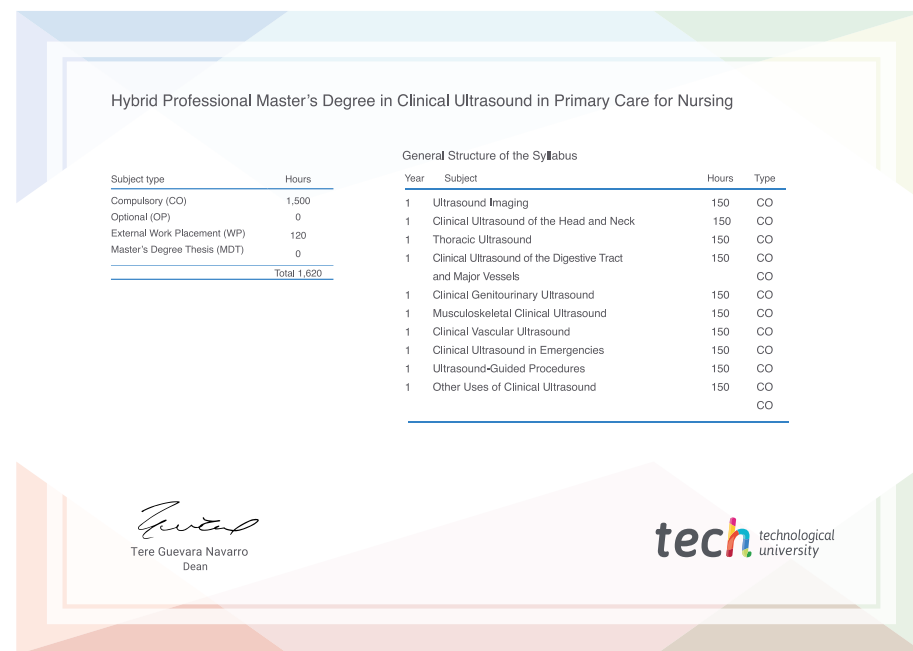 Hybrid Professional Master's Degree in Clinical Ultrasound in Primary Care for Nursing
Subject type Hours
Compulsory (CO) 1,500
Optional (OP) 0
External Work Placement (WP) 120
Master's Degree Thesis (MDT) 0
Total 1,620
General Structure of the Syllabus
Year Subject Hours Type
1 Ultrasound Imaging 150 CO
1 Clinical Ultrasound of the Head and Neck 150 CO
1 Thoracic Ultrasound 150 CO
1 Clinical Ultrasound of the Digestive Tract 150 CO
and Major Vessels CO
1 Clinical Genitourinary Ultrasound 150 CO
1 Musculoskeletal Clinical Ultrasound 150 CO
1 Clinical Vascular Ultrasound 150 CO
1 Clinical Ultrasound in Emergencies 150 CO
1 Ultrasound-Guided Procedures 150 CO
1 Other Uses of Clinical Ultrasound 150 CO
CO
Tere Guevara Navarro
Dean
tech technological
university